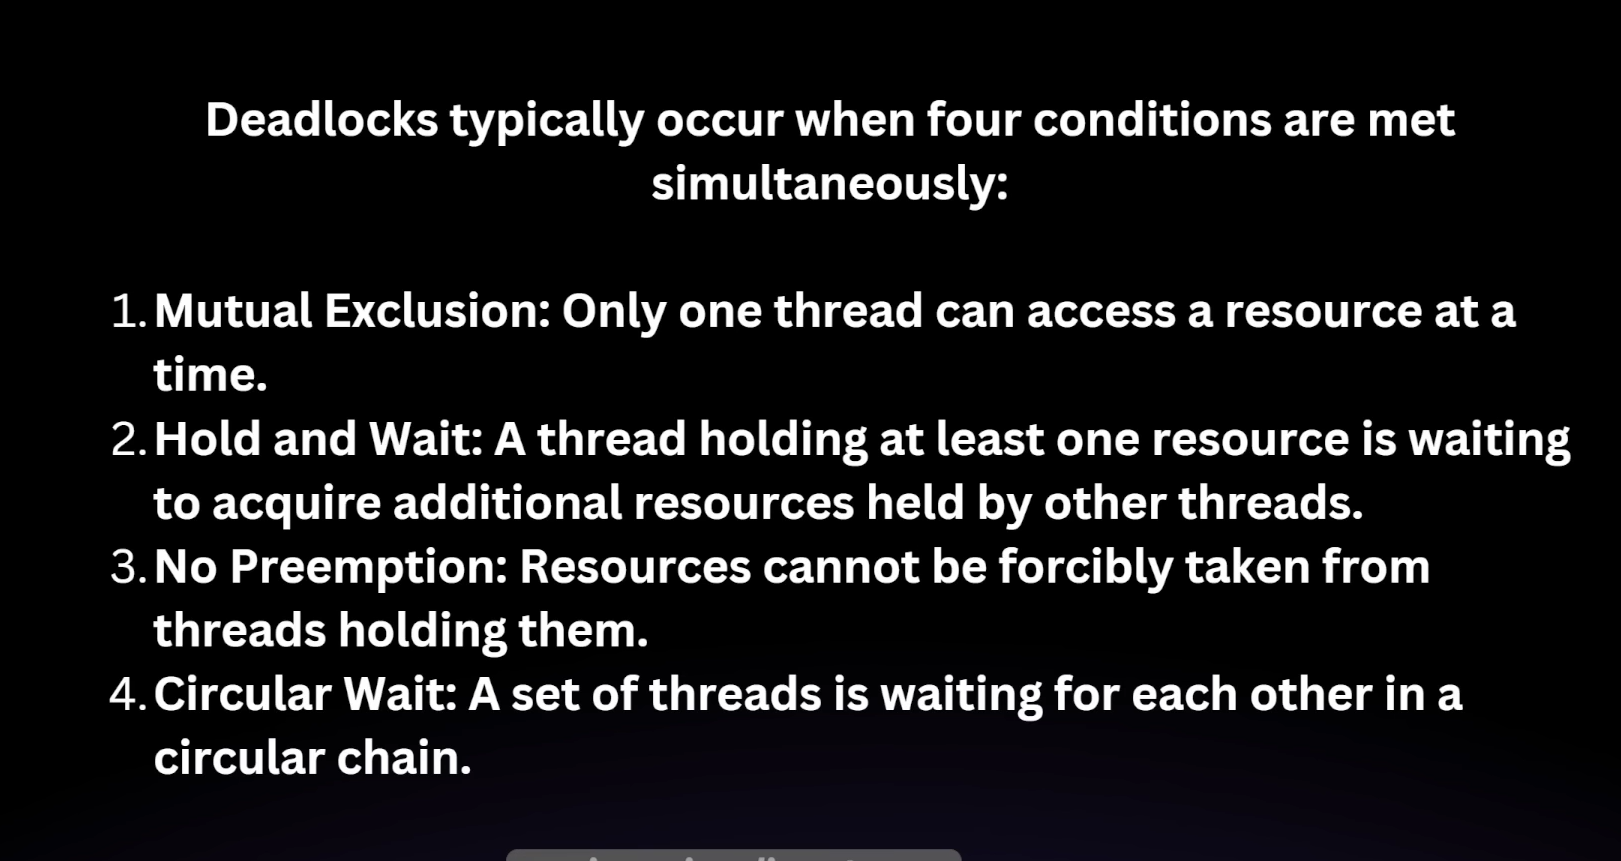 Deadlocks typically occur when four conditions are met
simultaneously:
1. Mutual Exclusion: Only one thread can access a resource at a
time.
2. Hold and Wait: A thread holding at least one resource is waiting
to acquire additional resources held by other threads.
3. No Preemption: Resources cannot be forcibly taken from
threads holding them.
4. Circular Wait: A set of threads is waiting for each other in a
circular chain.